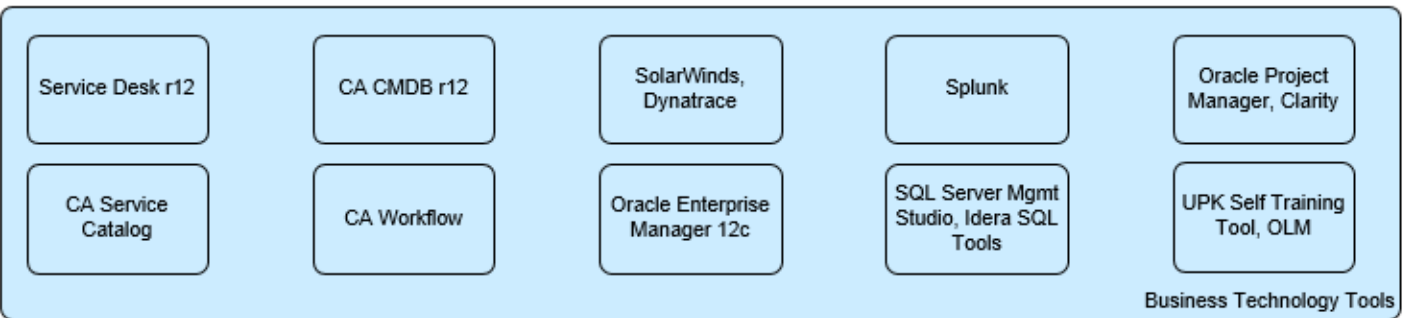 Service Desk r12
CA CMDB r12
SolarWinds,
Dynatrace
Splunk
Oracle Project
Manager, Clarity
CA Service
Catalog
CA Workflow
Oracle Enterprise
Manager 12c
SQL Server Mgmt
Studio, Idera SQL
Tools
UPK Self Training
Tool, OLM
Business Technology Tools